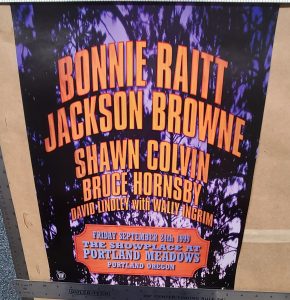 BONNIE RAITT
JACKSON BROWNE
SHAWN COLVIN
BRUCE HORNSBY
DAVID LINDLEY with WALLY INGRIM
FRIDAY SEPTEMBER 24th 1999
THE SHOWPLACE AT
PORTLAND MEADOWS
PORTLAND OREGON